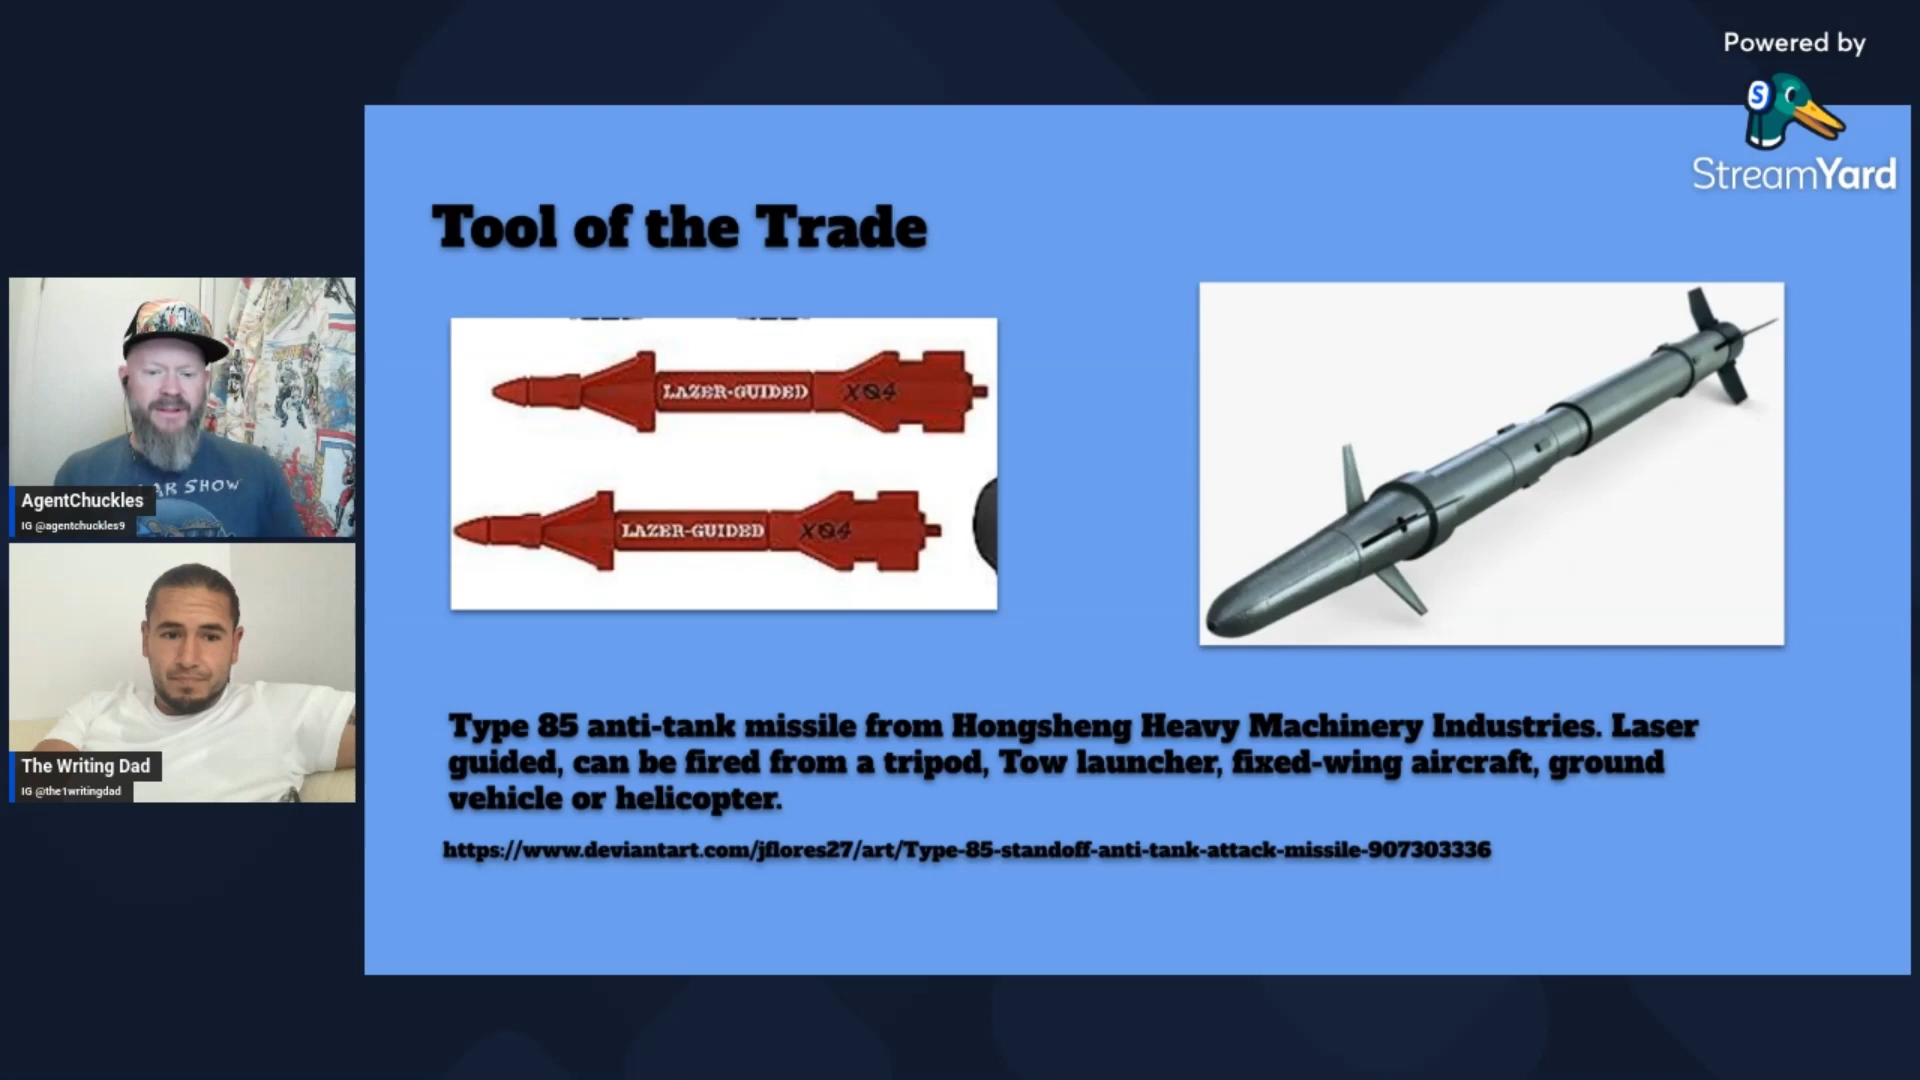 Powered by
StreamYard
Tool of the Trade
LAZER-GUIDED XQ4
LAZER-GUIDED XQ4
AR SHOW
AgentChuckles
IG @agentchuckles9
The Writing Dad
IG @the1writingdad
Type 85 anti-tank missile from Hongsheng Heavy Machinery Industries. Laser
guided, can be fired from a tripod, Tow launcher, fixed-wing aircraft, ground
vehicle or helicopter.
https://www.deviantart.com/jflores27/art/Type-85-standoff-anti-tank-attack-missile-907303336